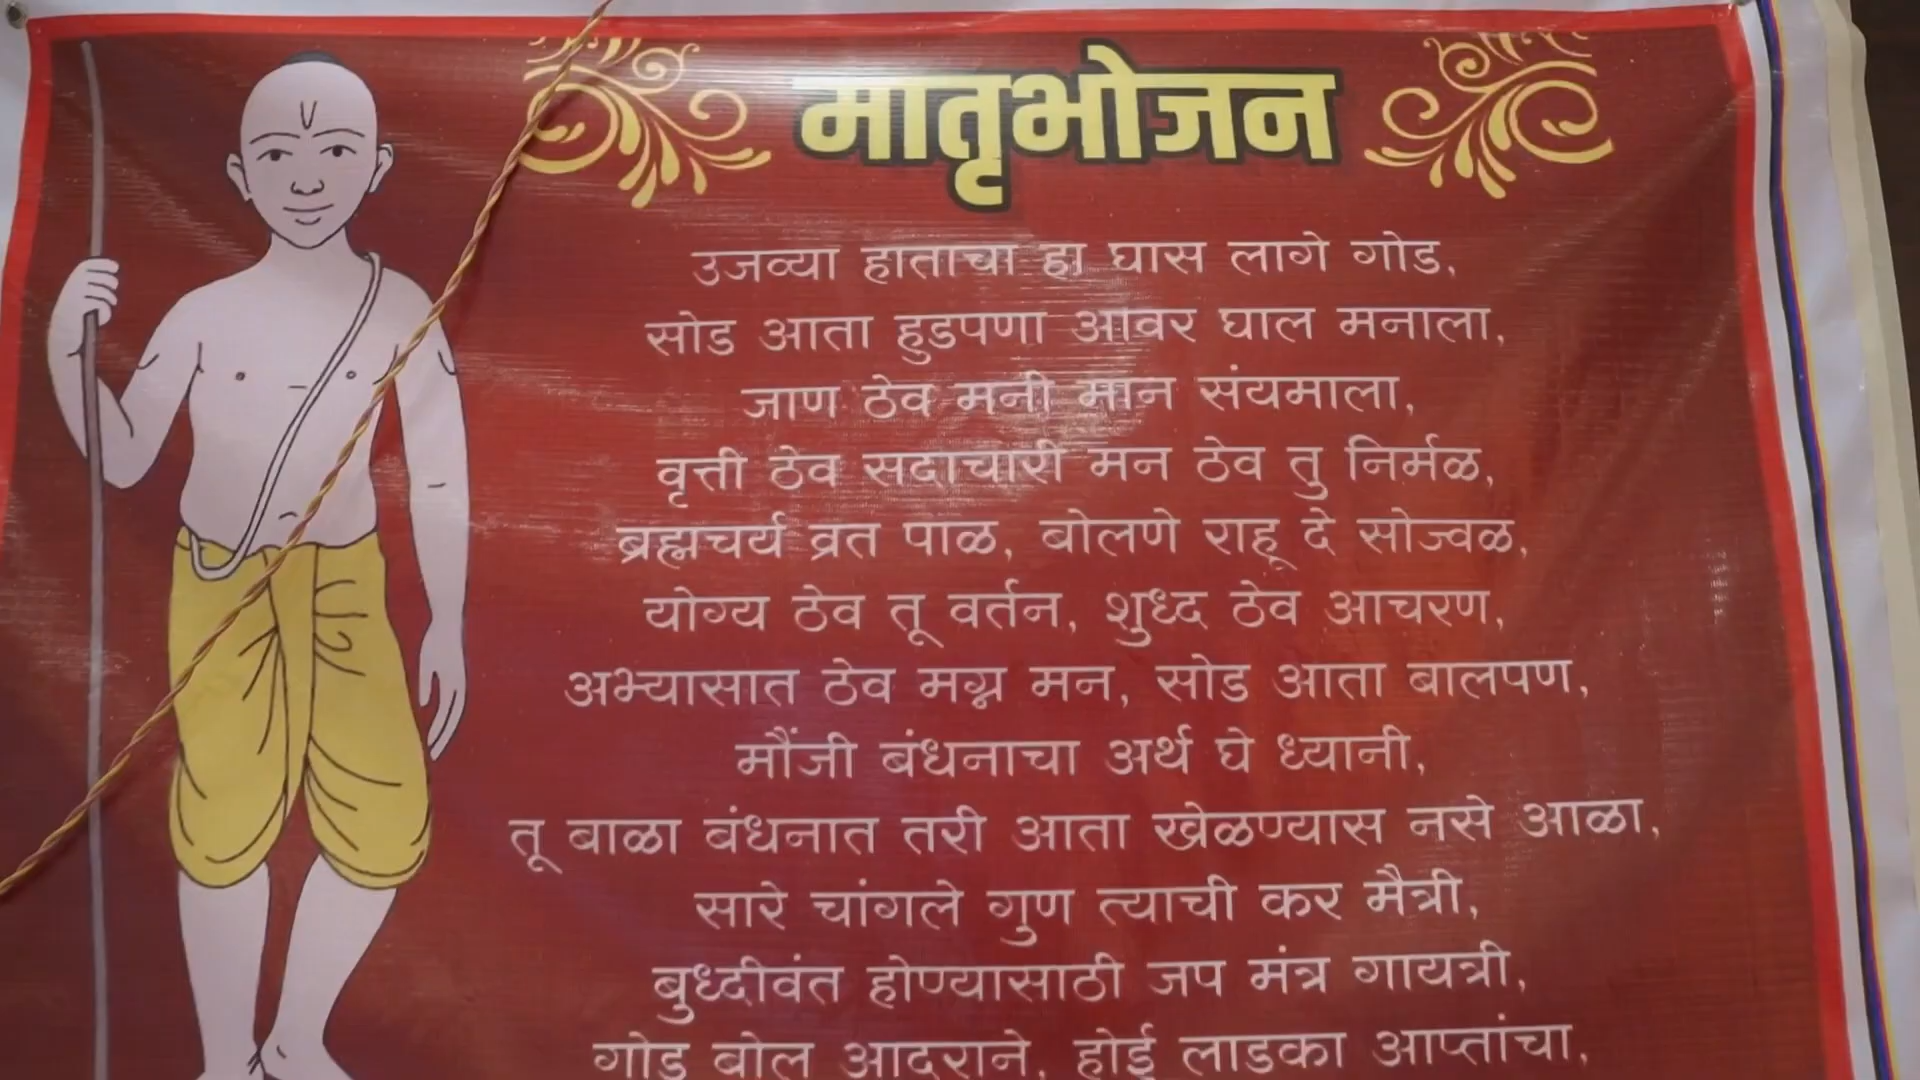 मातृभोजन
उजव्या हाताचा हा घास लागे गोड,
सोड आता हुडपणा आवर घाल मनाला,
जाण ठेव मनी मान संयमाला,
वृत्ती ठेव सदाचारी मन ठेव तु निर्मळ,
ब्रह्मचर्य व्रत पाळ, बोलणे राहू दे सोज्वळ,
योग्य ठेव तू वर्तन, शुध्द ठेव आचरण,
अभ्यासात ठेव मग्न मन, सोड आता बालपण,
मौंजी बंधनाचा अर्थ घे ध्यानी,
तू बाळा बंधनात तरी आता खेळण्यास नसे आळा,
सारे चांगले गुण त्याची कर मैत्री,
बुध्दीवंत होण्यासाठी जप मंत्र गायत्री,
गोड बोल आदराने, होई लाडका आप्तांचा,